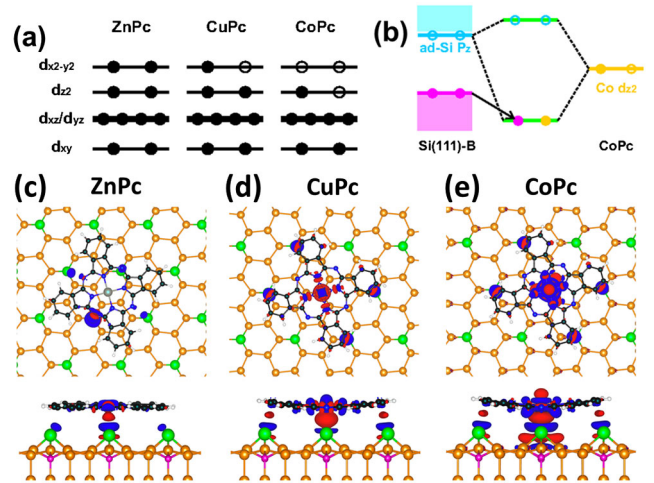 (a)
ZnPc CuPc CoPc
dx2-y2
dz2
dxz/dyz
dxy
(b)
ad-Si Pz
Co dz2
Si(111)-B
CoPc
(c) ZnPc
(d) CuPc
(e) CoPc